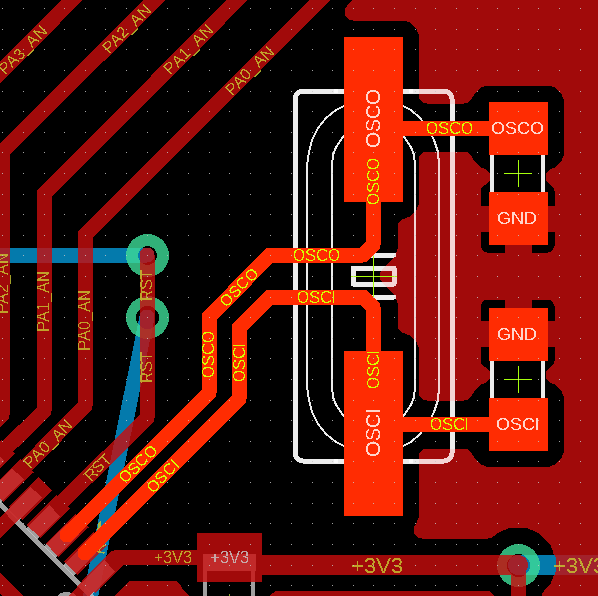 PA3_AN
PA2_AN
PA1_AN
PA0_AN
OSCO
OSCO
OSCO
OSCO
GND
PA2_AN
PA1_AN
PA0_AN
RST
OSCO
OSCO
OSCI
OSCO
OSCI
RST
GND
OSCI
OSCI
OSCI
OSCI
PA0_AN
RST
OSCO
OSCI
+3V3
+3V3
+3V3
+3V3